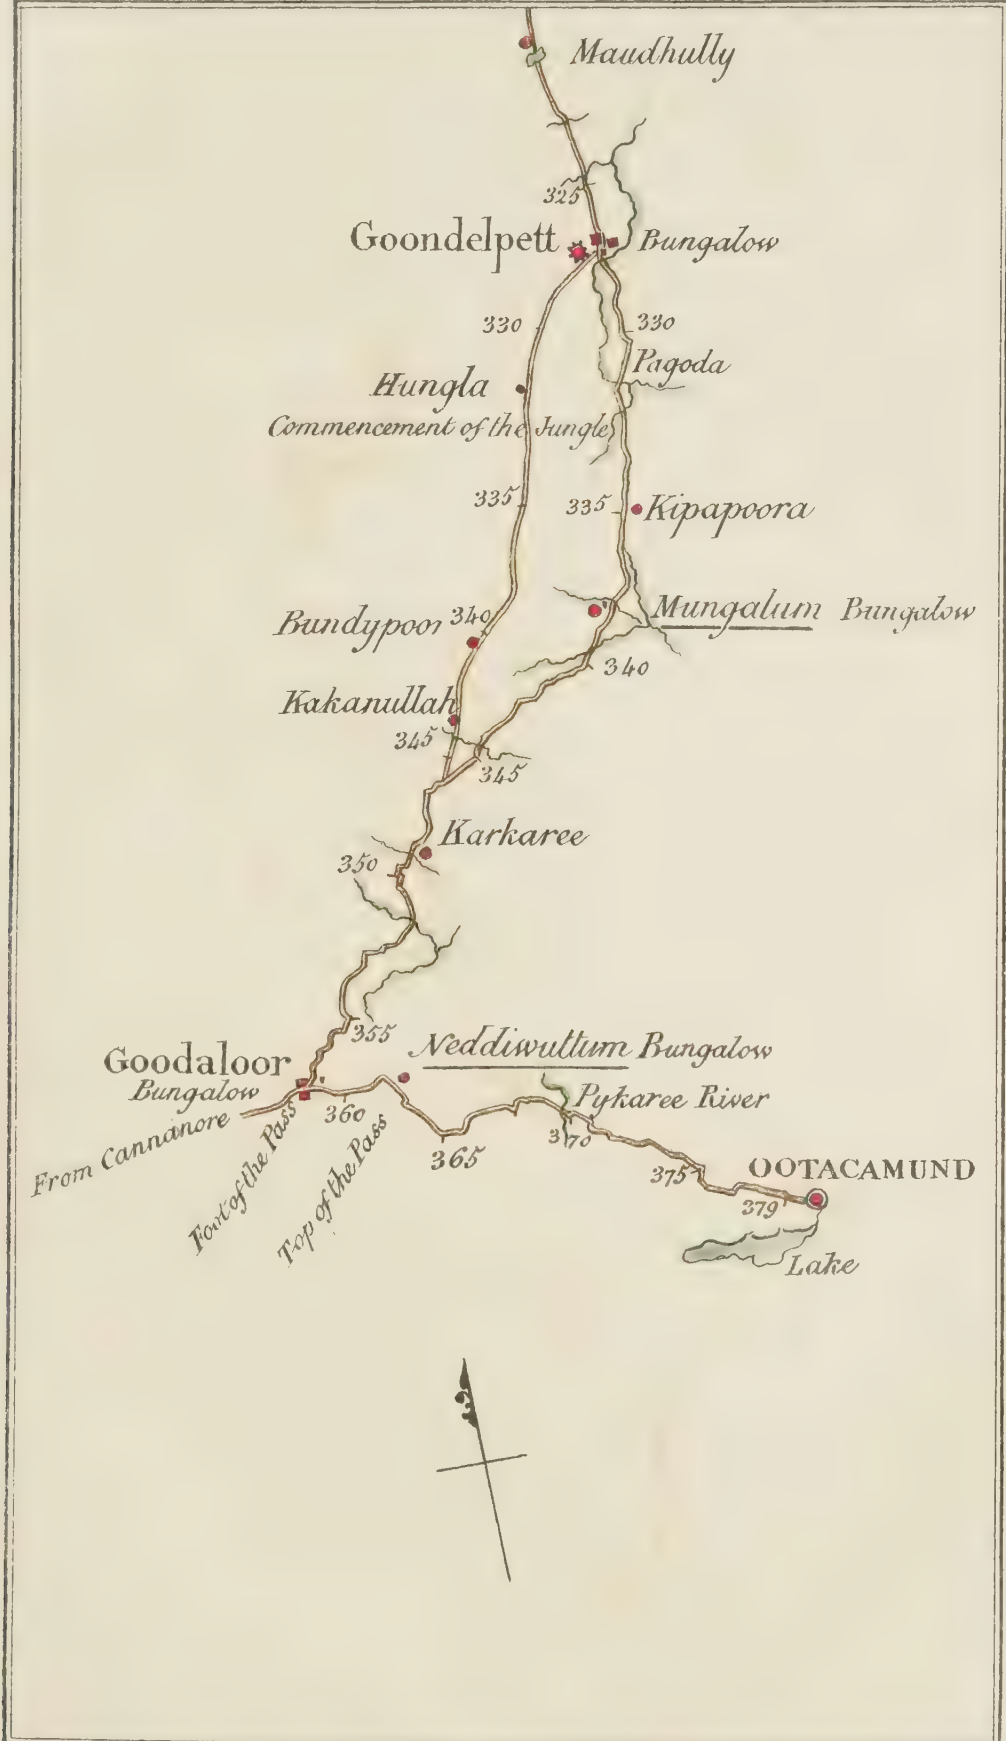 Maudhully
325
Goondelpett
Bungalow
330
330
Pagoda
Hungla
Commencement of the Jungle
335
335
Kipapoora
Bundypoor
340
Mungalum Bungalow
340
Kakanullah
345
345
Karkaree
350
355
Goodaloor
Bungalow
Neddiwuttum Bungalow
From Cannanore
Foot of the Pass
360
Top of the Pass
365
Pykaree River
370
375
OOTACAMUND
379
Lake